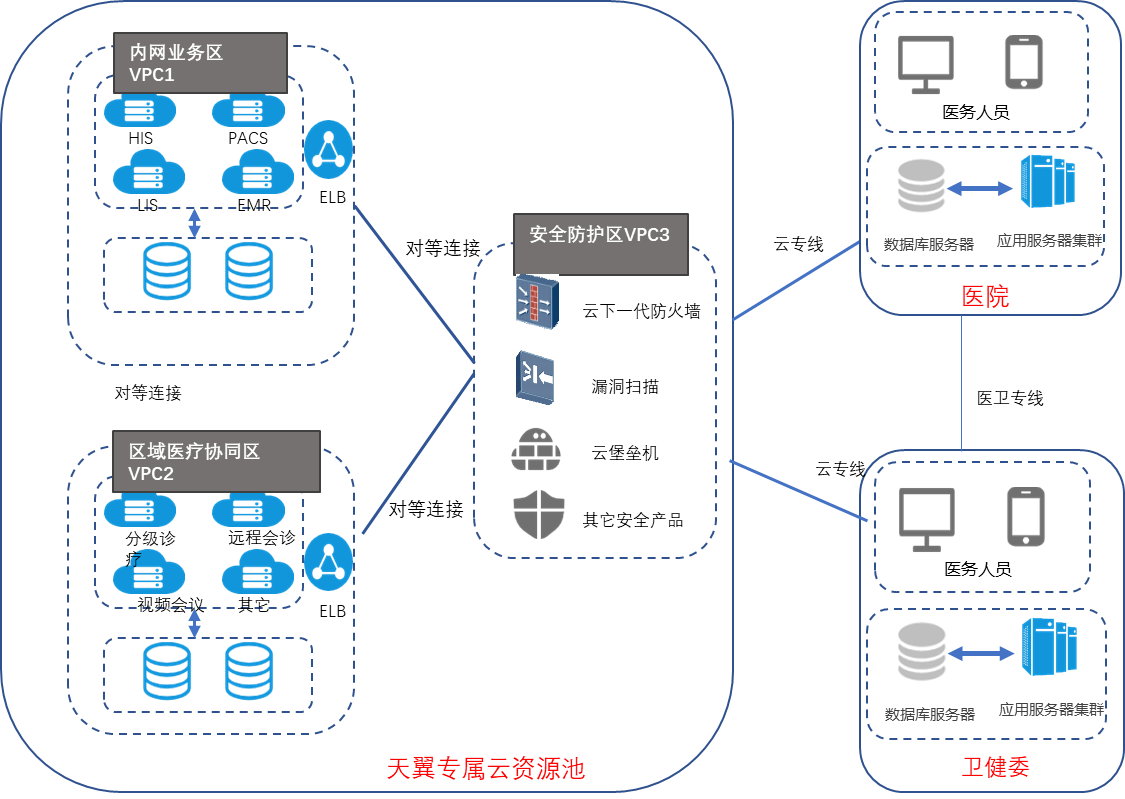 内网业务区
VPC1
HIS
PACS
LIS
EMR
ELB
对等连接
区域医疗协同区
VPC2
分级诊
疗
远程会诊
视频会议
其它
ELB
对等连接
对等连接
安全防护区VPC3
云下一代防火墙
漏洞扫描
云堡垒机
其它安全产品
天翼专属云资源池
云专线
云专线
医务人员
数据库服务器
应用服务器集群
医院
医卫专线
医务人员
数据库服务器
应用服务器集群
卫健委